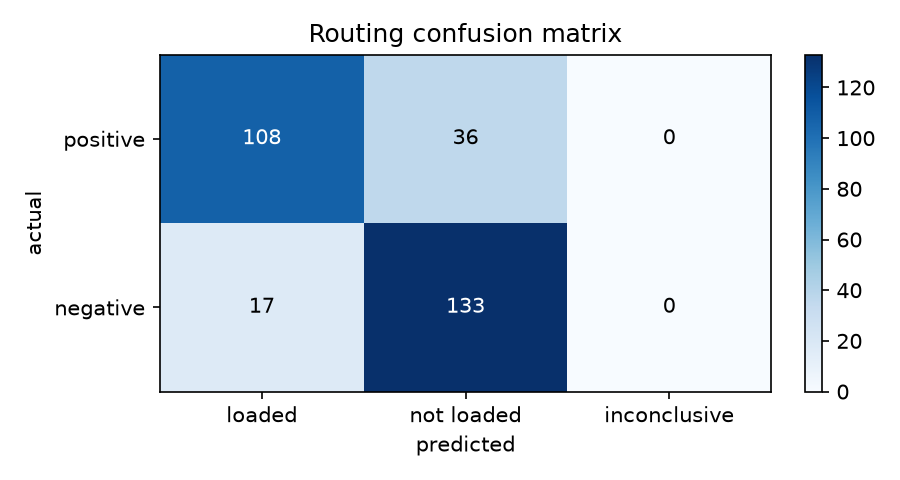 Routing confusion matrix
positive 108 36 0
negative 17 133 0
loaded not loaded inconclusive
predicted
actual
120
100
80
60
40
20
0